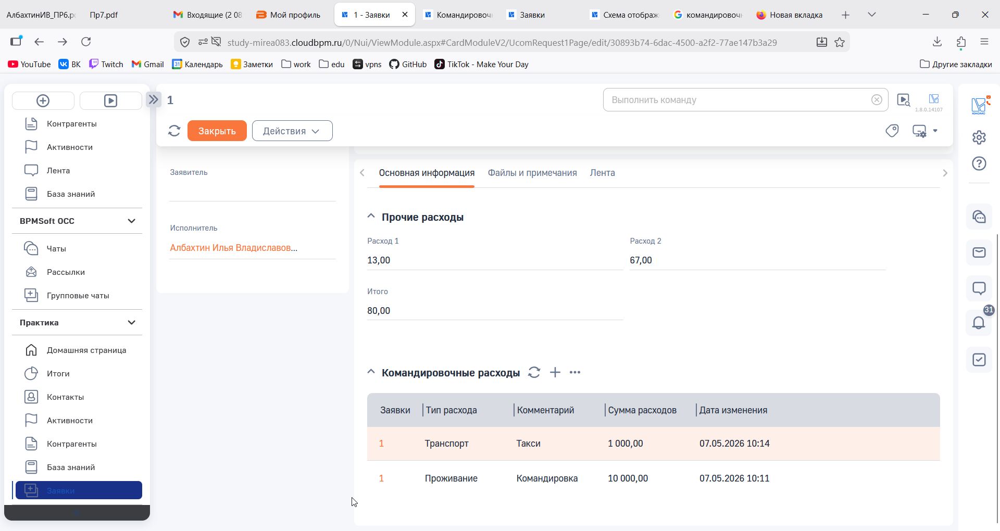 АлбахтинИВ_ПР6.pc
Пр7.pdf
Входящие (2 08
Мой профиль
1 - Заявки
Командировочн
Заявки
Схема отображ
командировочн
Новая вкладка
study-mirea083.cloudbpm.ru/0/Nui/ViewModule.aspx#CardModuleV2/UcomRequest1Page/edit/30893b74-6dac-4500-a2f2-77ae147b3a29
YouTube
ВК
Twitch
Gmail
Календарь
Заметки
work
edu
vpns
GitHub
TikTok - Make Your Day
Другие закладки
1
Выполнить команду
1.8.0.14107
ЮКОМО
Закрыть
Действия
Контрагенты
Активности
Лента
База знаний
BPMSoft ОСС
Чаты
Рассылки
Групповые чаты
Практика
Домашняя страница
Итоги
Контакты
Активности
Контрагенты
База знаний
Заявки
Заявитель
Исполнитель
Албахтин Илья Владиславов...
Основная информация
Файлы и примечания
Лента
Прочие расходы
Расход 1
Расход 2
13,00
67,00
Итого
80,00
Командировочные расходы
Заявки
Тип расхода
Комментарий
Сумма расходов
Дата изменения
1
Транспорт
Такси
1 000,00
07.05.2026 10:14
1
Проживание
Командировка
10 000,00
07.05.2026 10:11
31